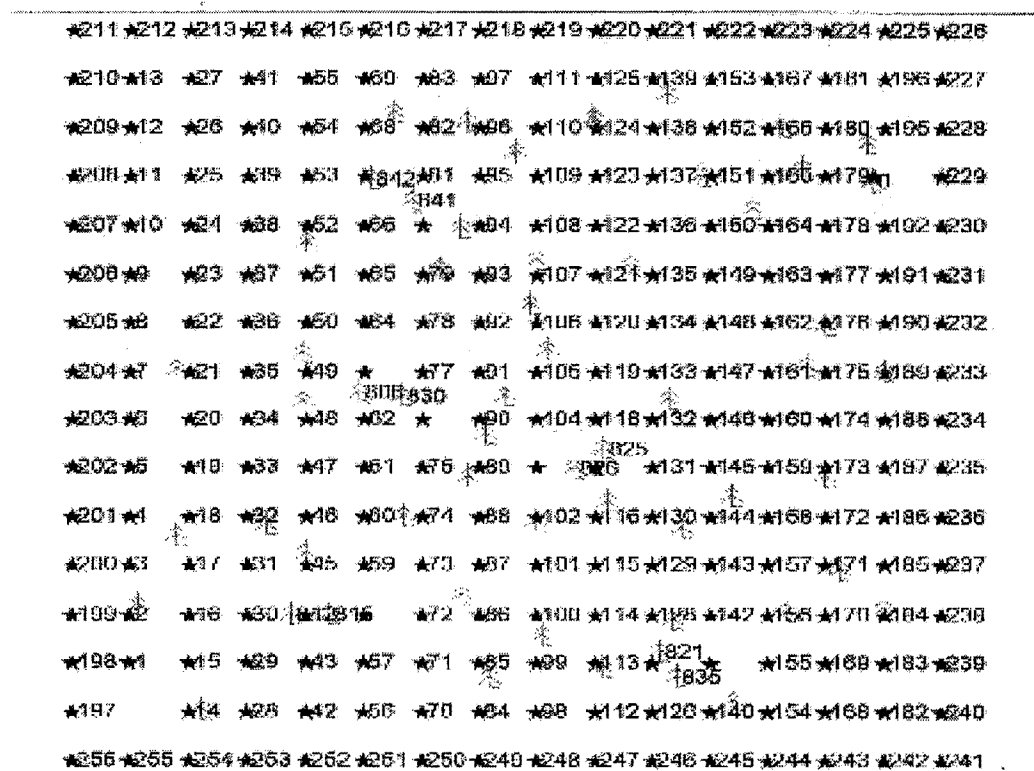 ★211 ★212 ★213 ★214 ★215 ★216 ★217 ★218 ★219 ★220 ★221 ★222 ★223 ★224 ★225 ★226
★210 ★13 ★27 ★41 ★55 ★69 ★83 ★97 ★111 ★125 ★139 ★153 ★167 ★181 ★196 ★227
★209 ★12 ★26 ★40 ★54 ★68 ★82 ★96 ★110 ★124 ★138 ★152 ★166 ★180 ★195 ★228
★208 ★11 ★25 ★39 ★53 ★842 ★81 ★95 ★109 ★123 ★137 ★151 ★165 ★179 ★ ★229
841
★207 ★10 ★24 ★38 ★52 ★66 ★ ★94 ★108 ★122 ★136 ★150 ★164 ★178 ★192 ★230
★206 ★9 ★23 ★37 ★51 ★65 ★79 ★93 ★107 ★121 ★135 ★149 ★163 ★177 ★191 ★231
★205 ★8 ★22 ★36 ★50 ★64 ★78 ★92 ★106 ★120 ★134 ★148 ★162 ★176 ★190 ★232
★204 ★7 ★21 ★35 ★49 ★ ★77 ★91 ★105 ★119 ★133 ★147 ★161 ★175 ★189 ★233
830
★203 ★6 ★20 ★34 ★48 ★62 ★ ★90 ★104 ★118 ★132 ★146 ★160 ★174 ★188 ★234
825
★202 ★5 ★19 ★33 ★47 ★61 ★75 ★89 ★ ★131 ★145 ★159 ★173 ★187 ★235
★201 ★4 ★18 ★32 ★46 ★60 ★74 ★88 ★102 ★116 ★130 ★144 ★158 ★172 ★186 ★236
★200 ★3 ★17 ★31 ★45 ★59 ★73 ★87 ★101 ★115 ★129 ★143 ★157 ★171 ★185 ★237
★199 ★2 ★16 ★30 ★72 ★86 ★100 ★114 ★128 ★142 ★156 ★170 ★184 ★238
★198 ★1 ★15 ★29 ★43 ★57 ★71 ★85 ★99 ★113 ★ 821 ★ ★155 ★169 ★183 ★239
835
★197 ★14 ★28 ★42 ★56 ★70 ★84 ★98 ★112 ★126 ★140 ★154 ★168 ★182 ★240
★256 ★255 ★254 ★253 ★252 ★251 ★250 ★249 ★248 ★247 ★246 ★245 ★244 ★243 ★242 ★241